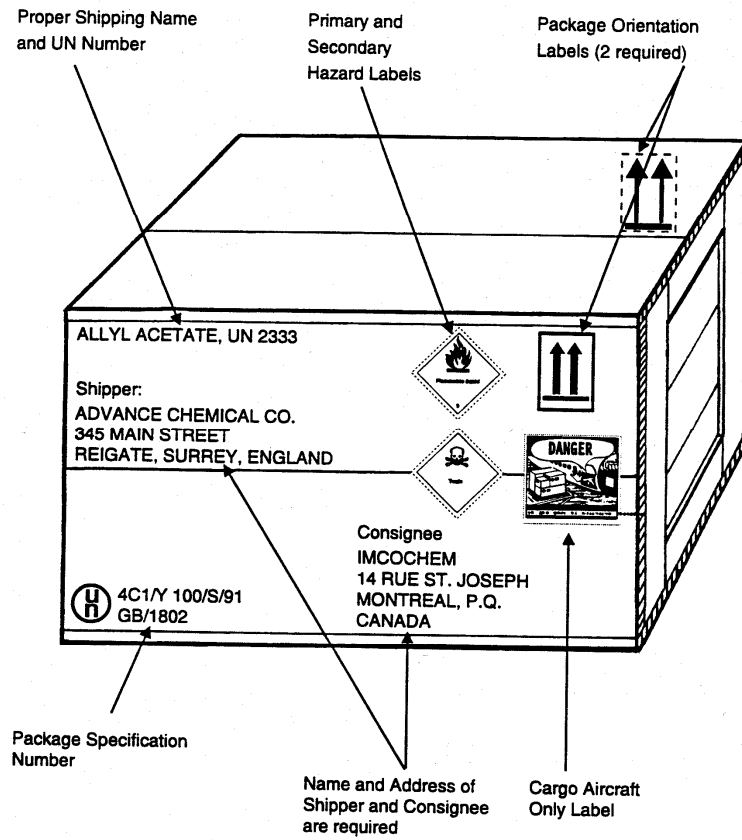 Proper Shipping Name
and UN Number
Primary and
Secondary
Hazard Labels
Package Orientation
Labels (2 required)
ALLYL ACETATE, UN 2333
Shipper:
ADVANCE CHEMICAL CO.
345 MAIN STREET
REIGATE, SURREY, ENGLAND
DANGER
Toxic
Consignee
IMCOCHEM
14 RUE ST. JOSEPH
MONTREAL, P.Q.
CANADA
un
4C1/Y 100/S/91
GB/1802
Package Specification
Number
Name and Address of
Shipper and Consignee
are required
Cargo Aircraft
Only Label